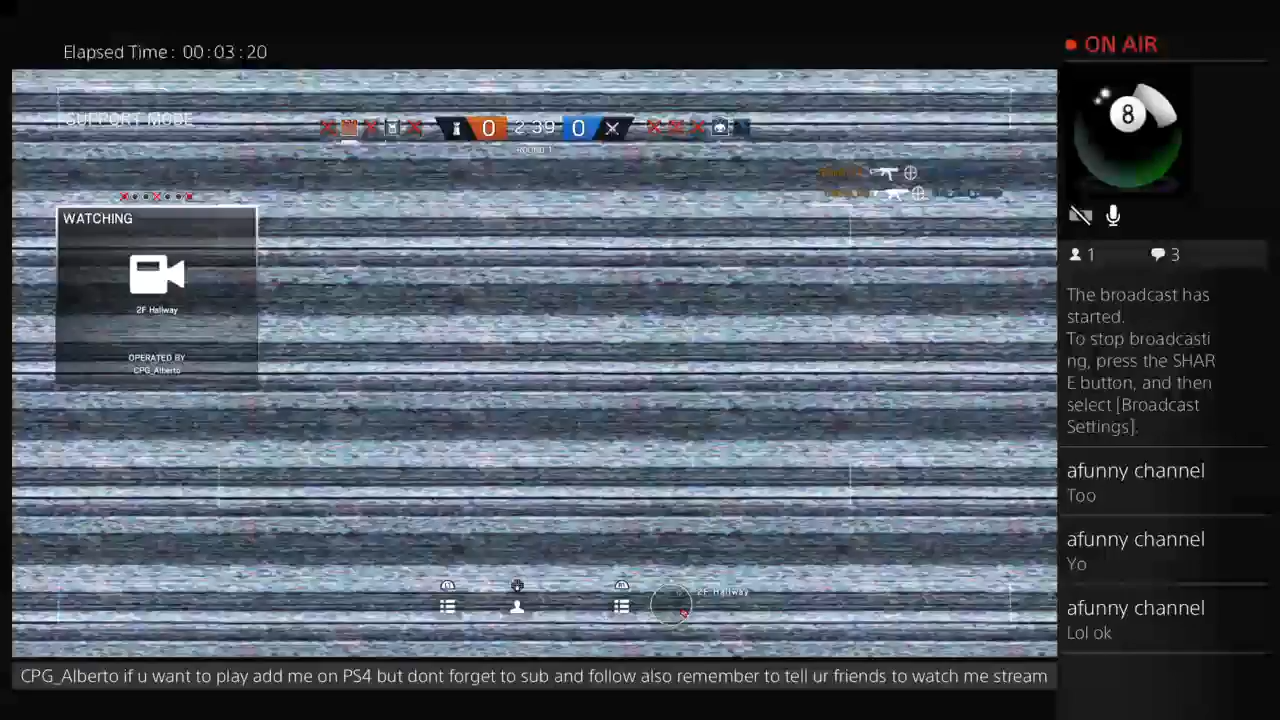 Elapsed Time: 00:03:20
ON AIR
SUPPORT MODE
0 2:39 0
ROUND 1
WATCHING
2F Hallway
OPERATED BY
CPG_Alberto
8
1 3
The broadcast has
started.
To stop broadcasti
ng, press the SHAR
E button, and then
select [Broadcast
Settings].
afunny channel
Too
afunny channel
Yo
afunny channel
Lol ok
L1
R1
2F Hallway
CPG_Alberto if u want to play add me on PS4 but dont forget to sub and follow also remember to tell ur friends to watch me stream